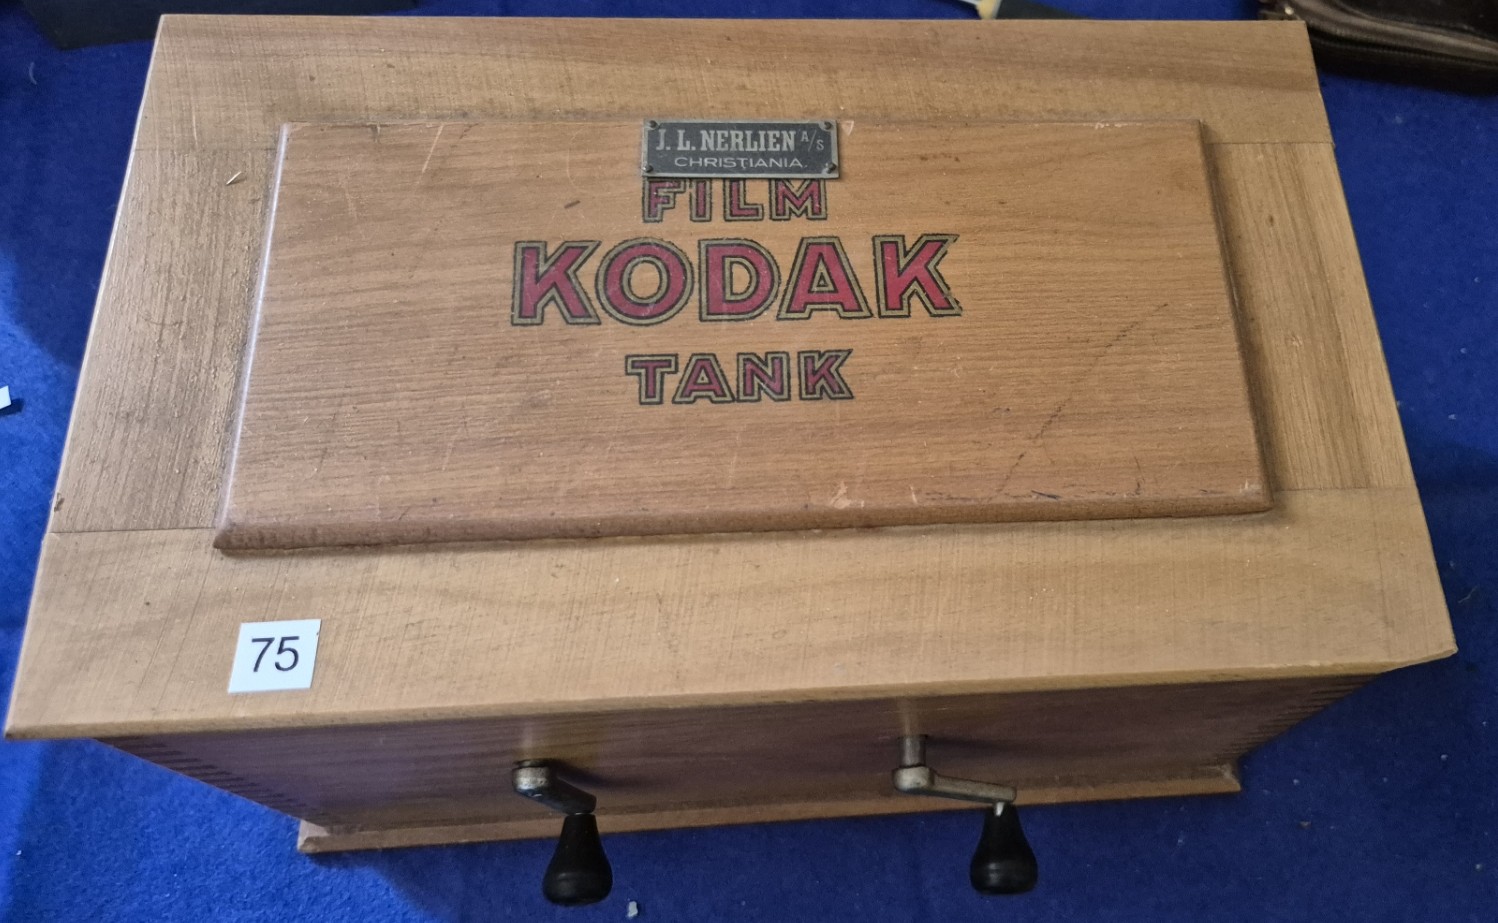 J. L. NERLIEN A/S
CHRISTIANIA.
FILM
KODAK
TANK
75